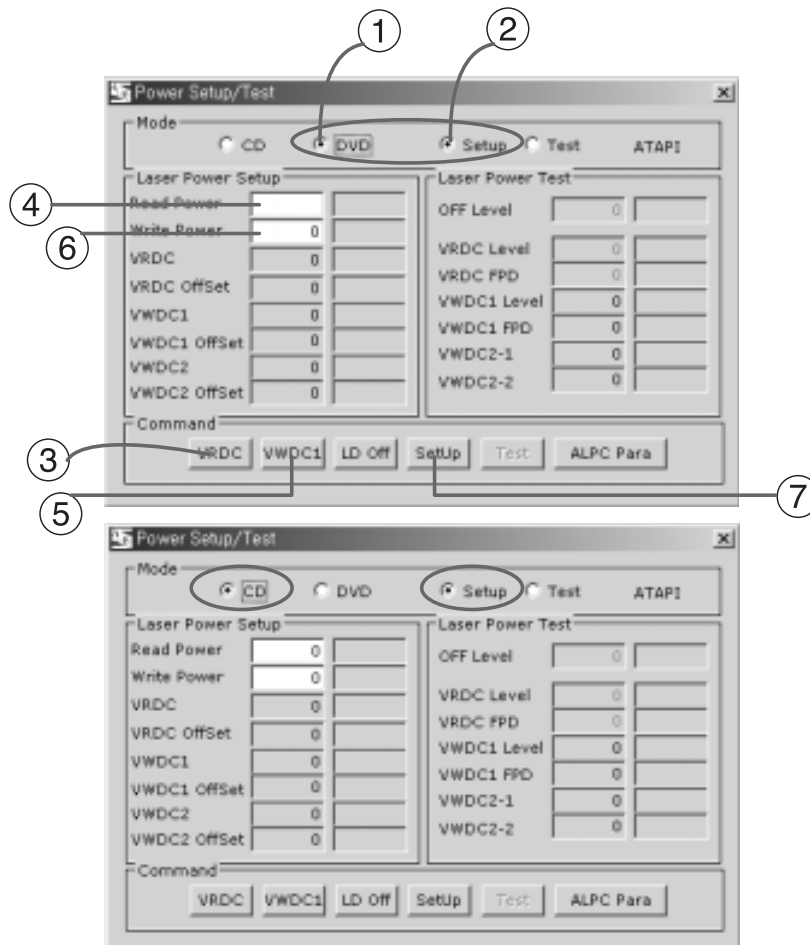 1 2
Power Setup/Test
Mode
CD DVD Setup Test ATAPI
Laser Power Setup
4 Read Power
6 Write Power 0
VRDC 0
VRDC OffSet 0
VWDC1 0
VWDC1 OffSet 0
VWDC2 0
VWDC2 OffSet 0
Laser Power Test
OFF Level 0
VRDC Level 0
VRDC FPD 0
VWDC1 Level 0
VWDC1 FPD 0
VWDC2-1 0
VWDC2-2 0
Command
3 VRDC VWDC1 LD Off SetUp Test ALPC Para
5 7
Power Setup/Test
Mode
CD DVD Setup Test ATAPI
Laser Power Setup
Read Power 0
Write Power 0
VRDC 0
VRDC OffSet 0
VWDC1 0
VWDC1 OffSet 0
VWDC2 0
VWDC2 OffSet 0
Laser Power Test
OFF Level 0
VRDC Level 0
VRDC FPD 0
VWDC1 Level 0
VWDC1 FPD 0
VWDC2-1 0
VWDC2-2 0
Command
VRDC VWDC1 LD Off SetUp Test ALPC Para